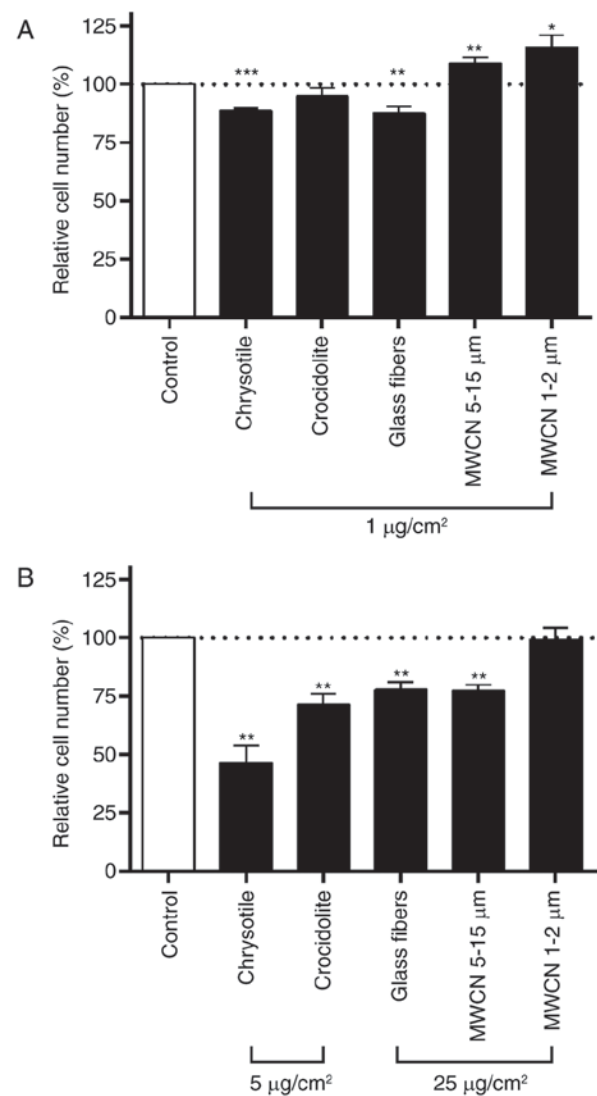 A
Relative cell number (%)
125
100
75
50
25
0
***
**
**
*
Control
Chrysotile
Crocidolite
Glass fibers
MWCN 5-15 μm
MWCN 1-2 μm
1 μg/cm²
B
Relative cell number (%)
125
100
75
50
25
0
**
**
**
**
Control
Chrysotile
Crocidolite
Glass fibers
MWCN 5-15 μm
MWCN 1-2 μm
5 μg/cm²
25 μg/cm²